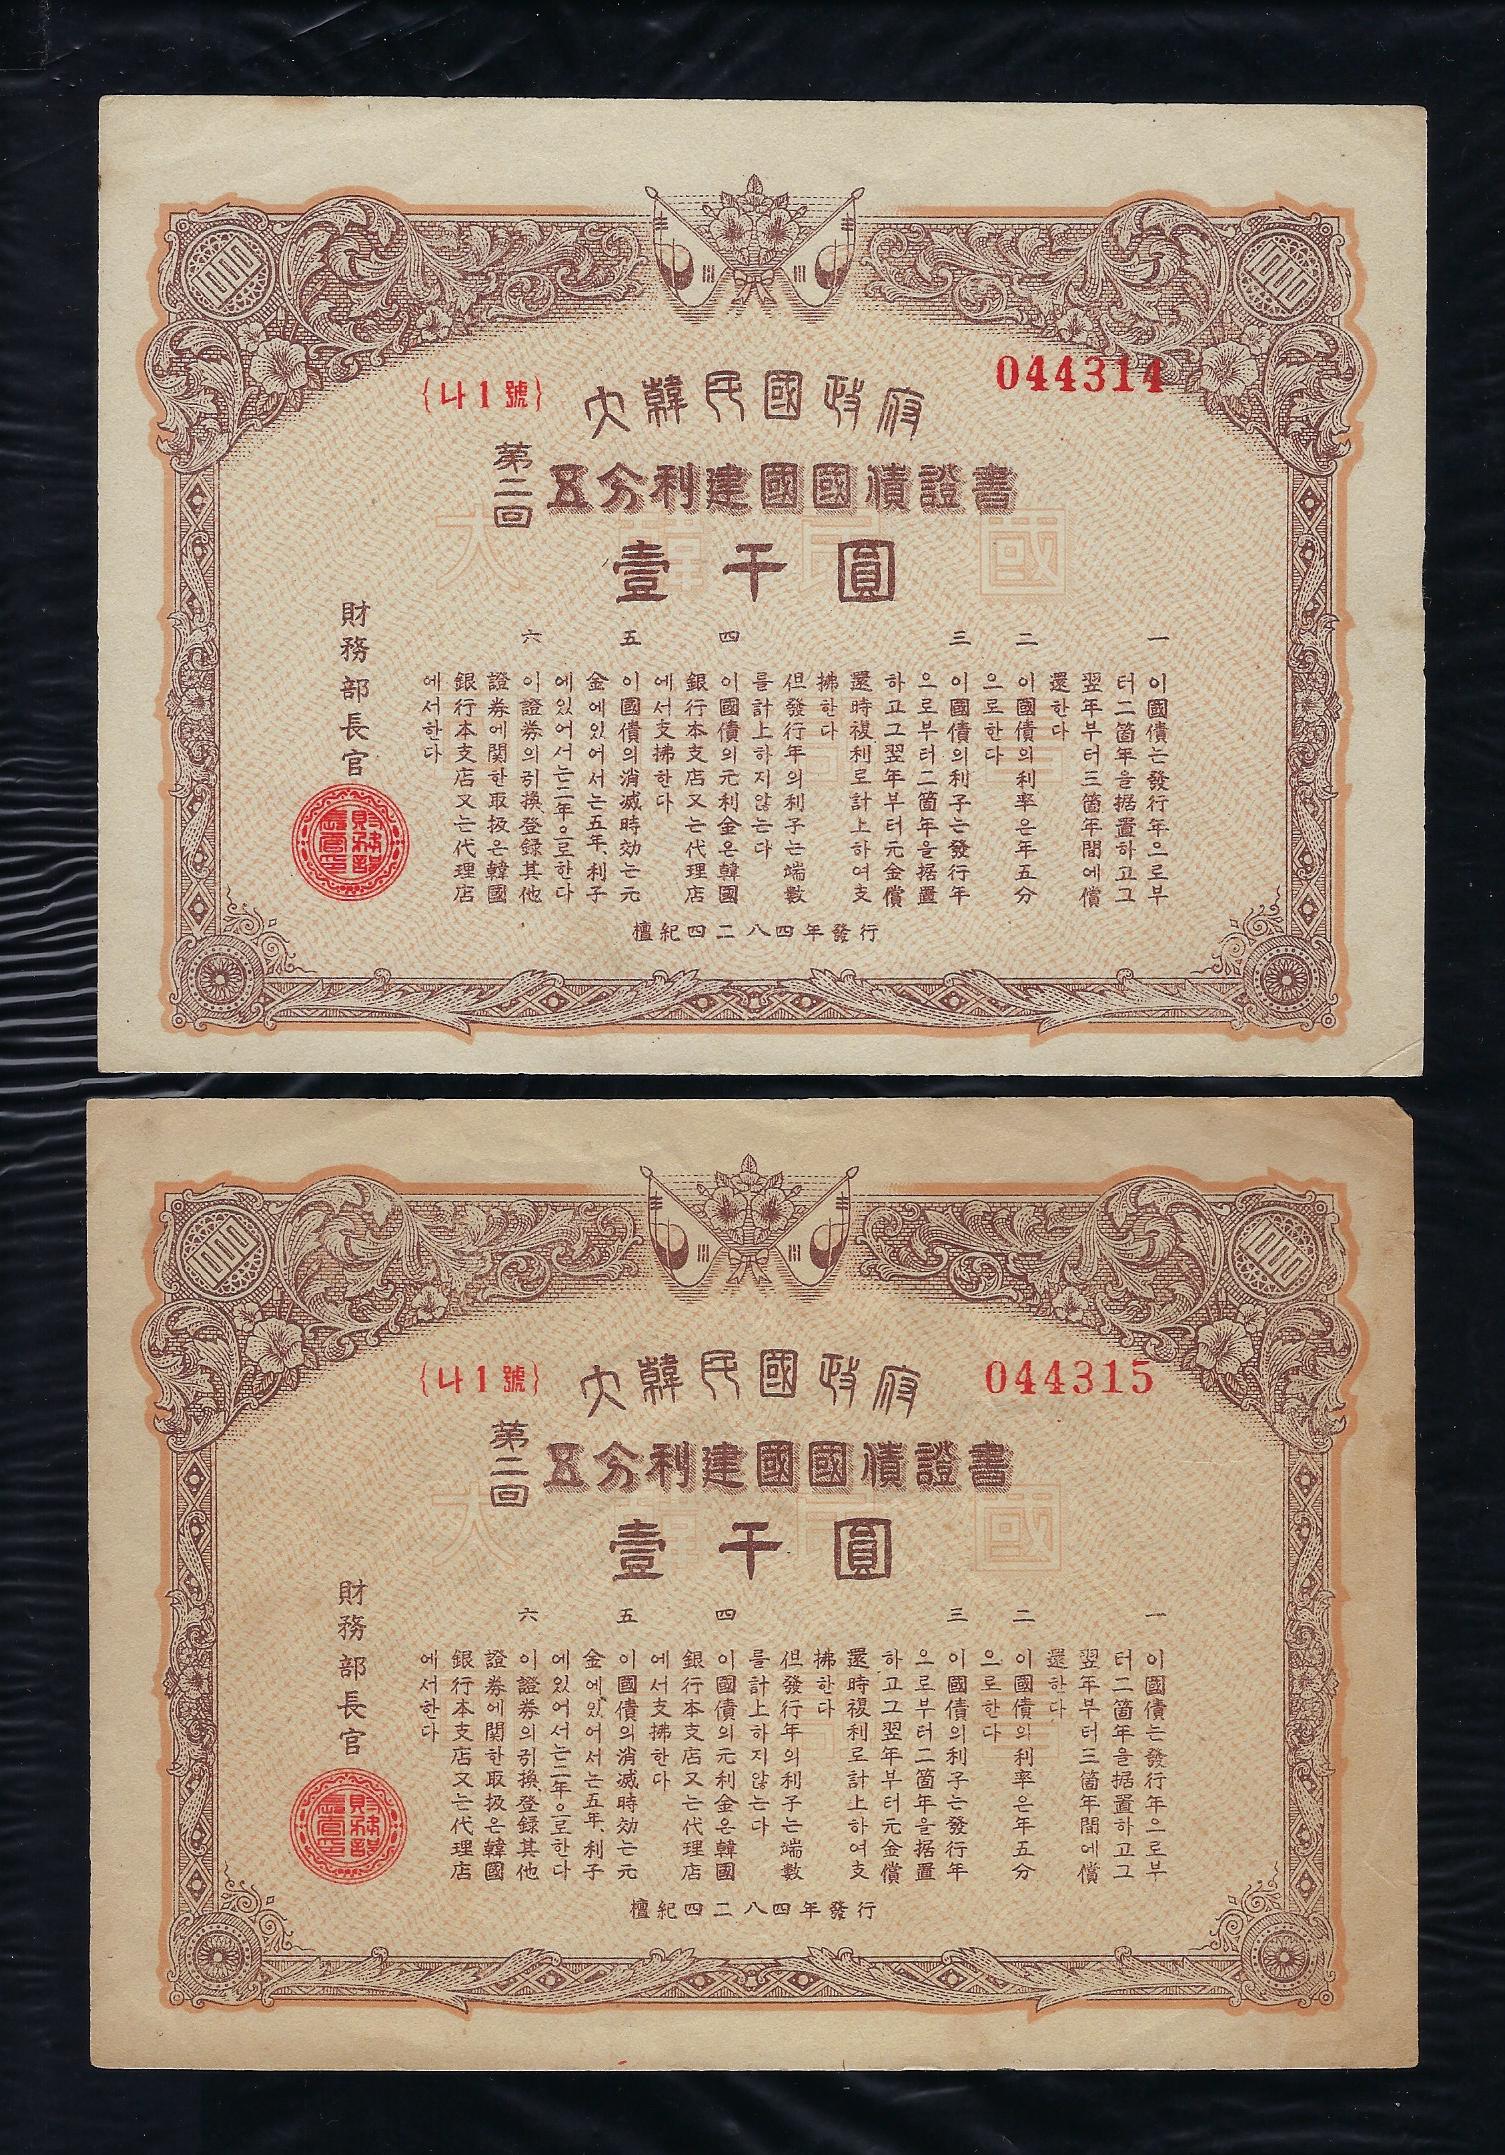 1000
1000
{나1號}
大韓民國政府
044314
第二回
五分利建國國債證書
壹千圓
大韓民國
一 이國債는發行年으로부
터二箇年을据置하고그
翌年부터三箇年間에償
還한다
二 이國債의利率은年五分
으로한다
三 이國債의利子는發行年
으로부터二箇年을据置
하고그翌年부터元金償
還時複利로計上하여支
拂한다
但發行年의利子는端數
를計上하지않는다
四 이國債의元利金은韓國
銀行本支店又는代理店
에서支拂한다
五 이國債의消滅時効는元
金에있어서는五年、利子
에있어서는二年으로한다
六 이證券의引換登録其他
證券에関한取扱은韓國
銀行本支店又는代理店
에서한다
財務部長官
檀紀四二八四年發行
1000
1000
{나1號}
大韓民國政府
044315
第二回
五分利建國國債證書
壹千圓
大韓民國
一 이國債는發行年으로부
터二箇年을据置하고그
翌年부터三箇年間에償
還한다
二 이國債의利率은年五分
으로한다
三 이國債의利子는發行年
으로부터二箇年을据置
하고그翌年부터元金償
還時複利로計上하여支
拂한다
但發行年의利子는端數
를計上하지않는다
四 이國債의元利金은韓國
銀行本支店又는代理店
에서支拂한다
五 이國債의消滅時効는元
金에있어서는五年、利子
에있어서는二年으로한다
六 이證券의引換、登録其他
證券에関한取扱은韓國
銀行本支店又는代理店
에서한다
財務部長官
檀紀四二八四年發行